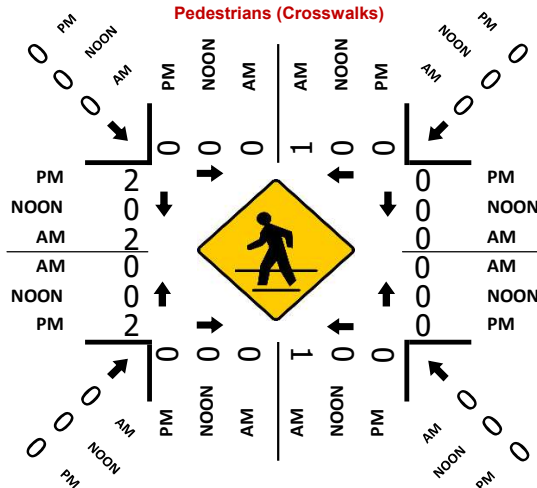 Pedestrians (Crosswalks)
PM NOON AM
0 0 0
PM NOON AM AM NOON PM
0 0 0 1 0 0
PM NOON AM
0 0 0
PM 2 0 PM
NOON 0 0 NOON
AM 2 0 AM
AM 0 0 AM
NOON 0 0 NOON
PM 2 0 PM
0 0 0 1 0 0
PM NOON AM AM NOON PM
0 0 0
AM NOON PM
0 0 0
AM NOON PM